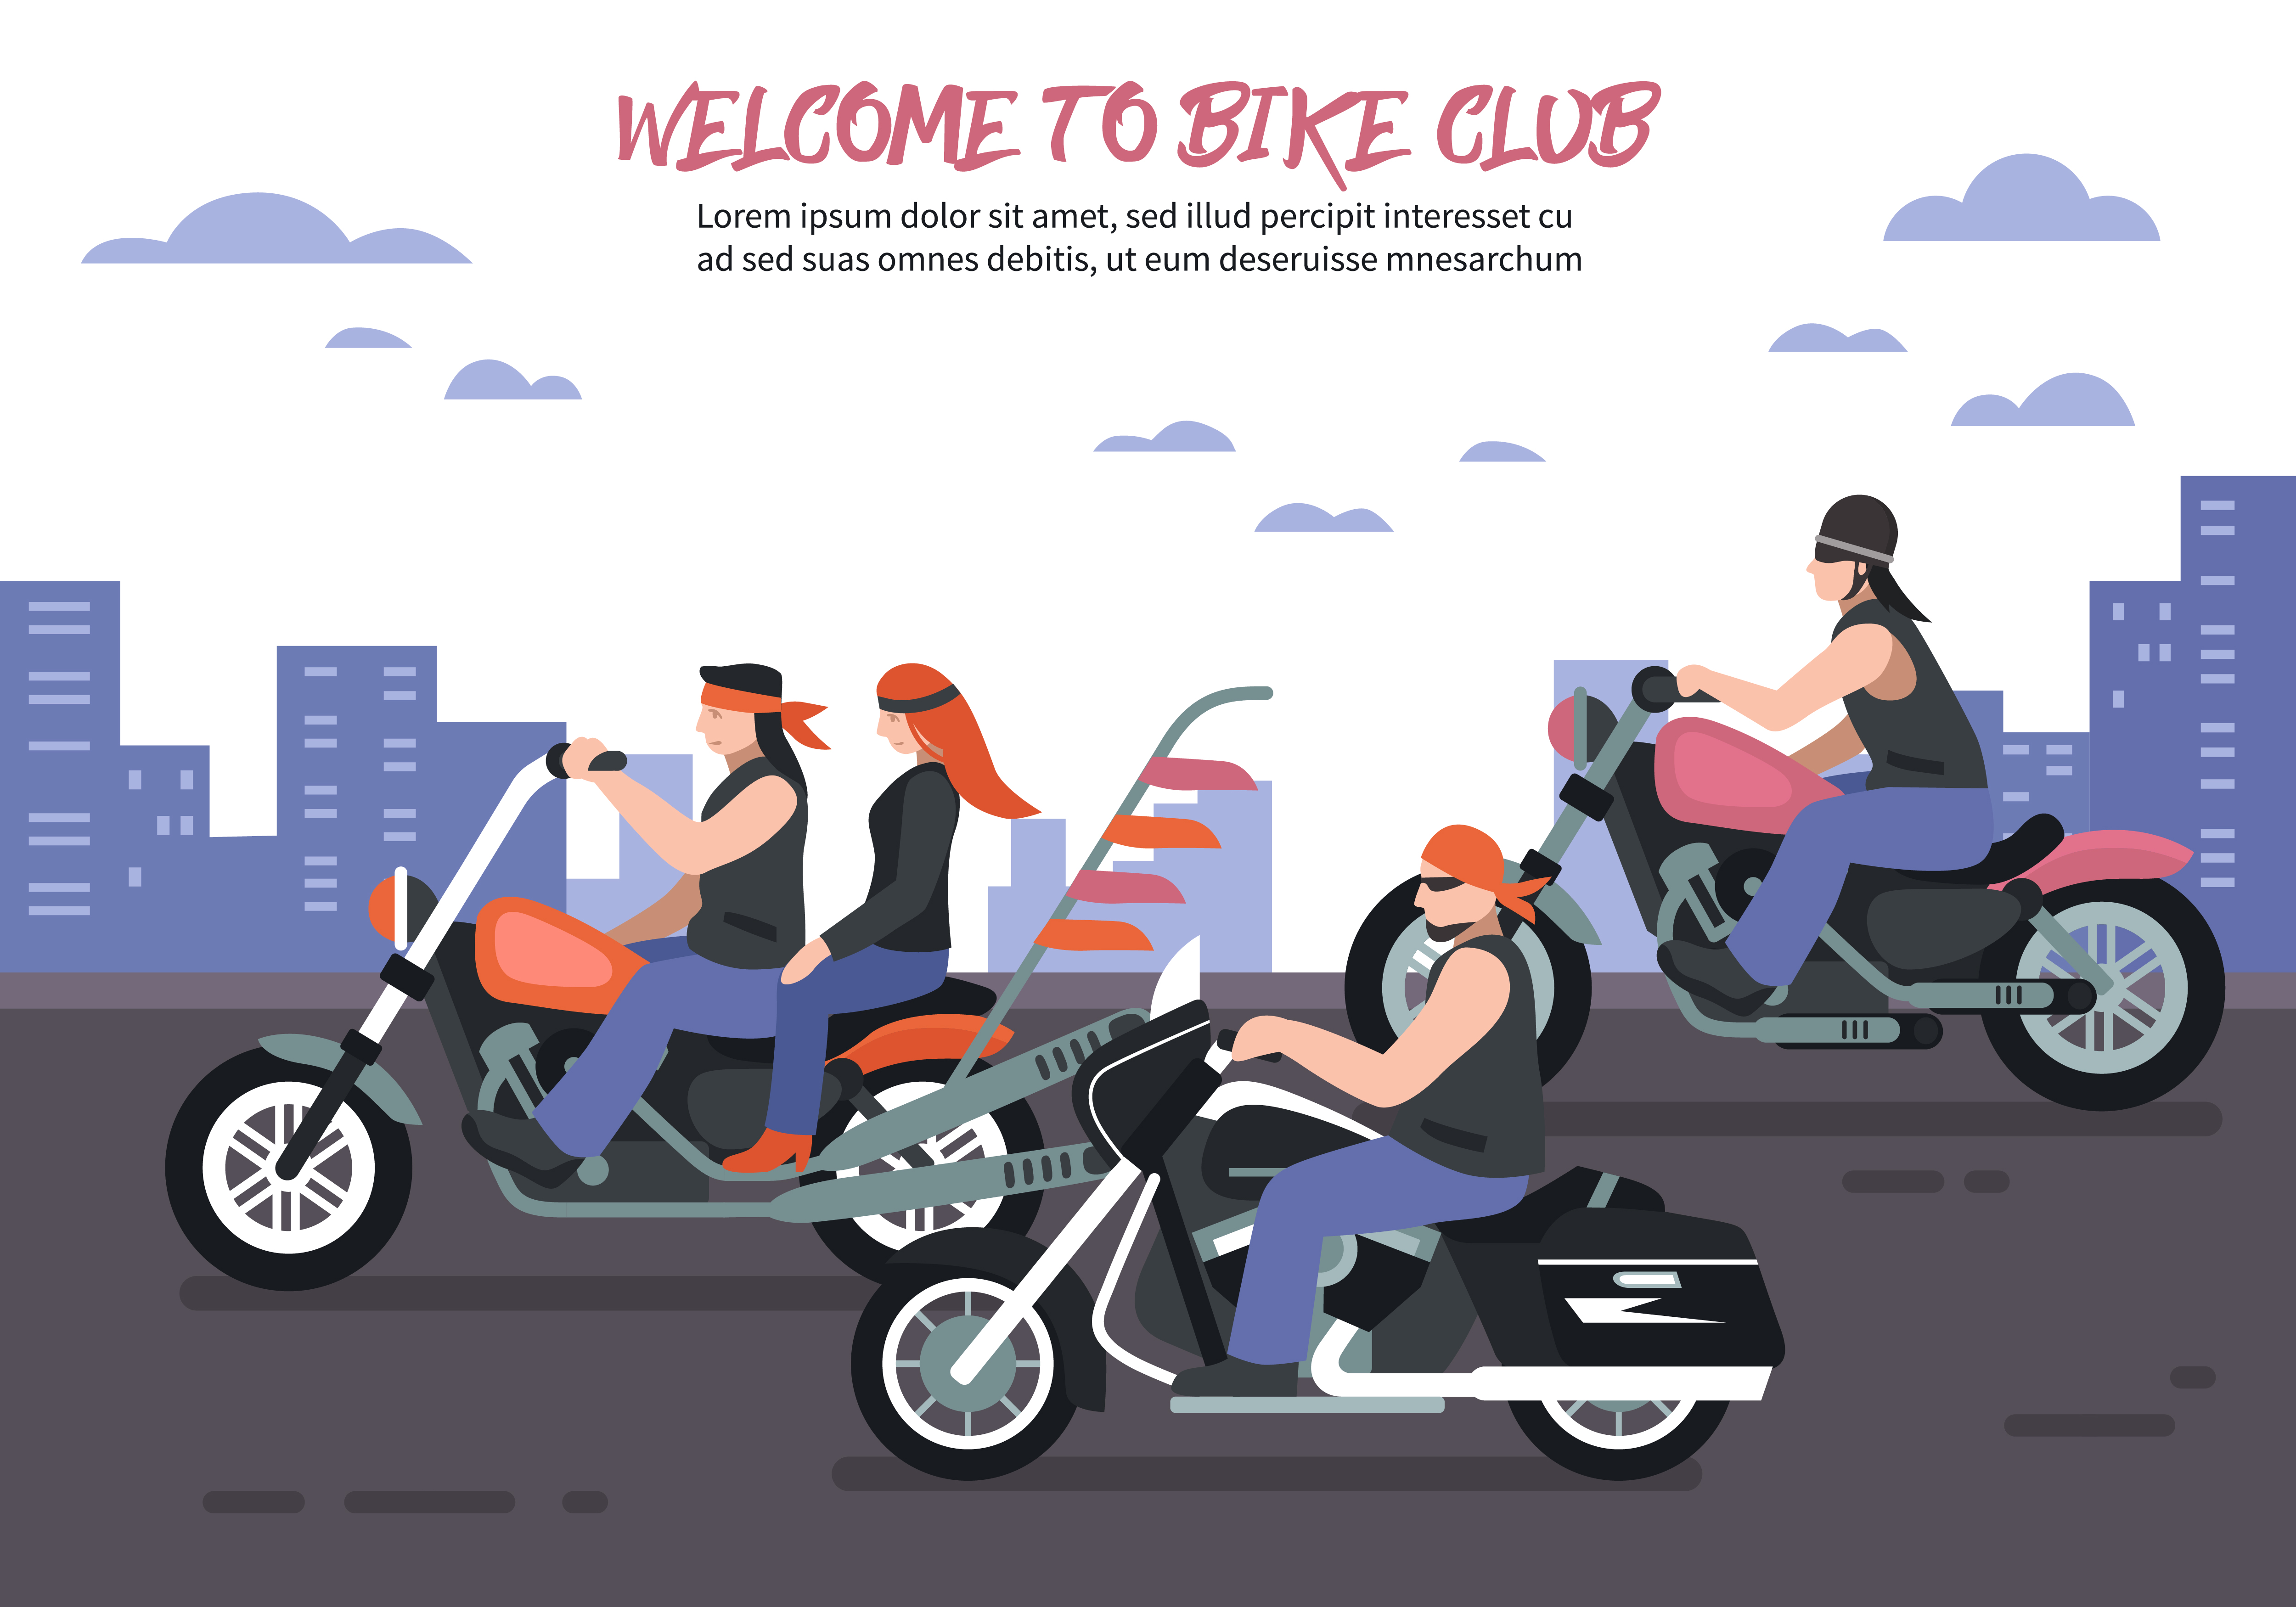 WELCOME TO BIKE CLUB
Lorem ipsum dolor sit amet, sed illud percipit interesset cu
ad sed suas omnes debitis, ut eum deseruisse mnesarchum